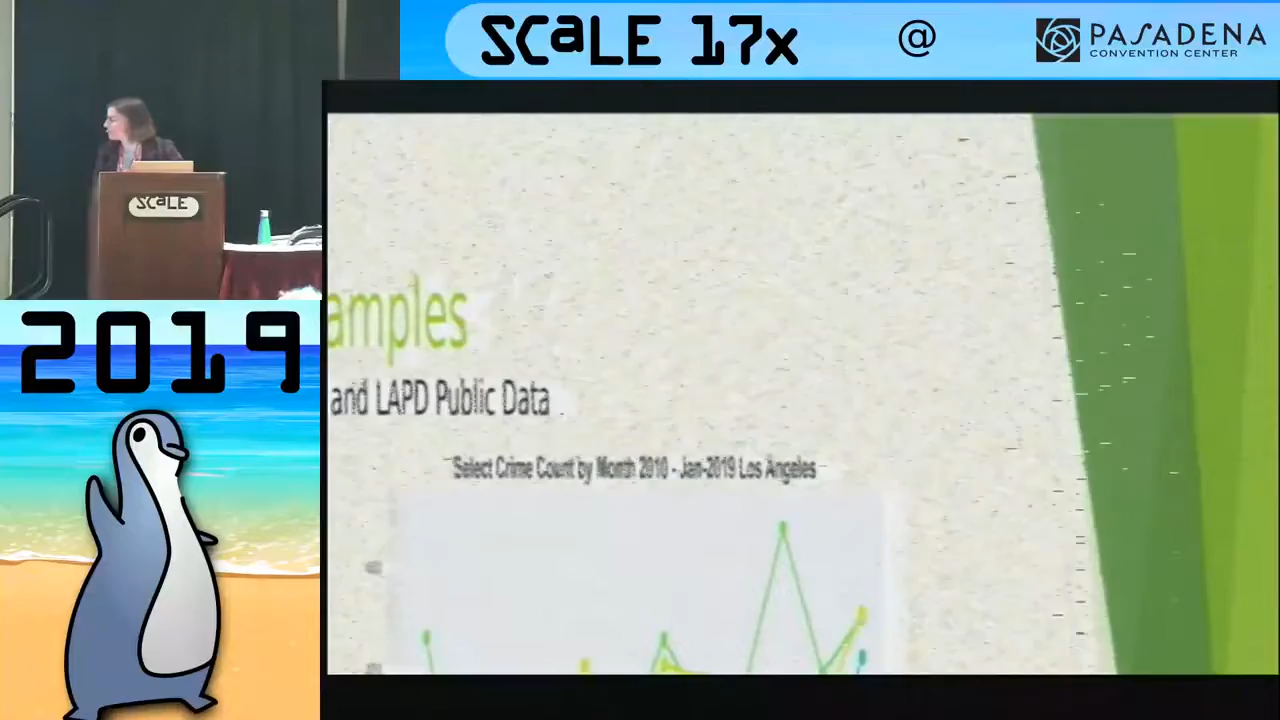 SCaLE 17x
@
PASADENA
CONVENTION CENTER
SCaLE
2019
amples
and LAPD Public Data
Select Crime Count by Month 2010 - Jan-2019 Los Angeles